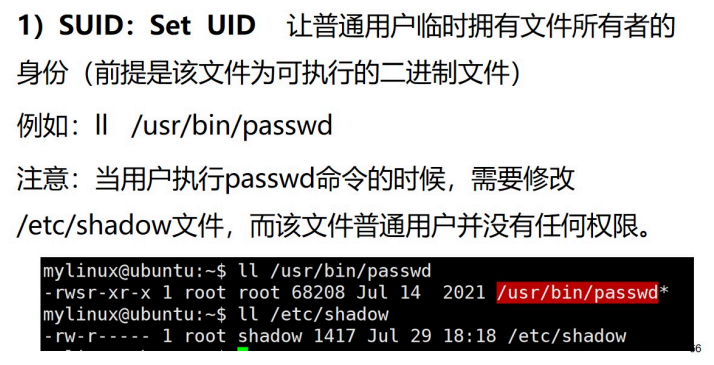 1）SUID：Set UID 让普通用户临时拥有文件所有者的
身份（前提是该文件为可执行的二进制文件）
例如：ll /usr/bin/passwd
注意：当用户执行passwd命令的时候，需要修改
/etc/shadow文件，而该文件普通用户并没有任何权限。
mylinux@ubuntu:~$ ll /usr/bin/passwd
-rwsr-xr-x 1 root root 68208 Jul 14  2021 /usr/bin/passwd*
mylinux@ubuntu:~$ ll /etc/shadow
-rw-r----- 1 root shadow 1417 Jul 29 18:18 /etc/shadow